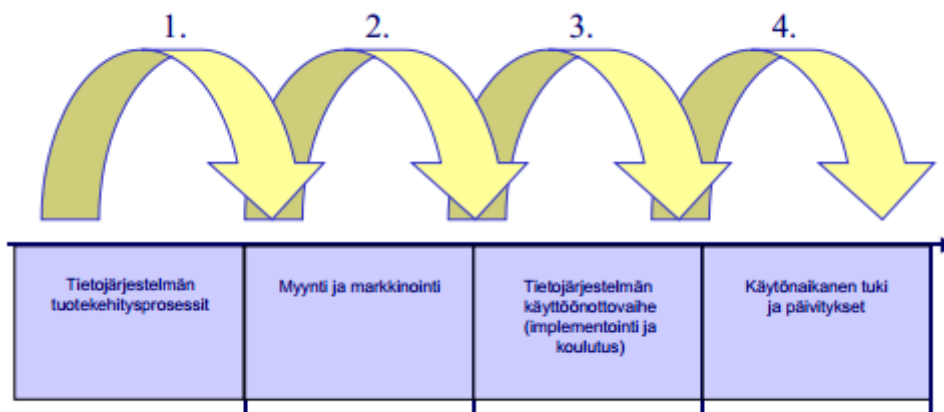 1.
2.
3.
4.
Tietojärjestelmän
tuotekehitysprosessit
Myynti ja markkinointi
Tietojärjestelmän
käyttöönottovaihe
(implementointi ja
koulutus)
Käytönaikanen tuki
ja päivitykset